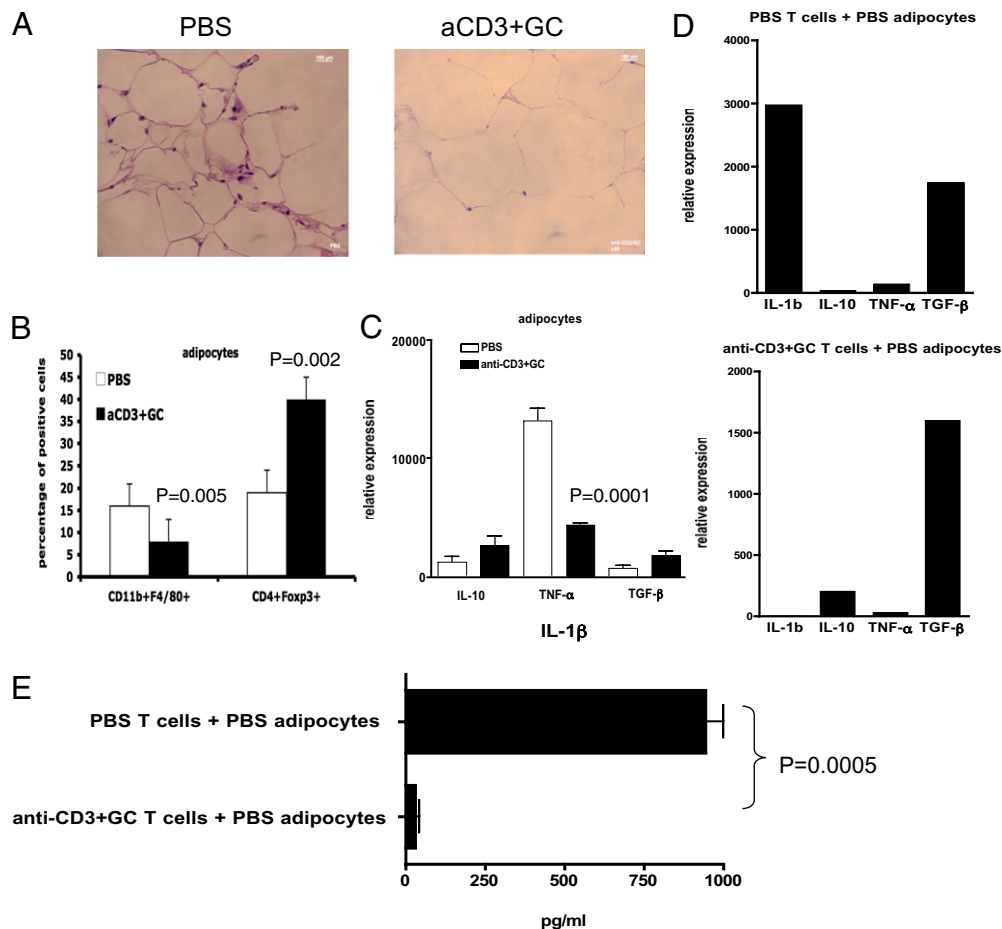 A
PBS
aCD3+GC
100 µm
PBS
100 µm
B
adipocytes
percentage of positive cells
50
45
40
35
30
25
20
15
10
5
0
PBS
aCD3+GC
P=0.005
P=0.002
CD11b+F4/80+
CD4+Foxp3+
C
adipocytes
relative expression
20000
10000
0
PBS
anti-CD3+GC
P=0.0001
IL-10
TNF-α
TGF-β
D
PBS T cells + PBS adipocytes
relative expression
4000
3000
2000
1000
0
IL-1b
IL-10
TNF-α
TGF-β
anti-CD3+GC T cells + PBS adipocytes
relative expression
1500
1000
500
0
IL-1b
IL-10
TNF-α
TGF-β
E
IL-1β
PBS T cells + PBS adipocytes
anti-CD3+GC T cells + PBS adipocytes
P=0.0005
0
250
500
750
1000
pg/ml